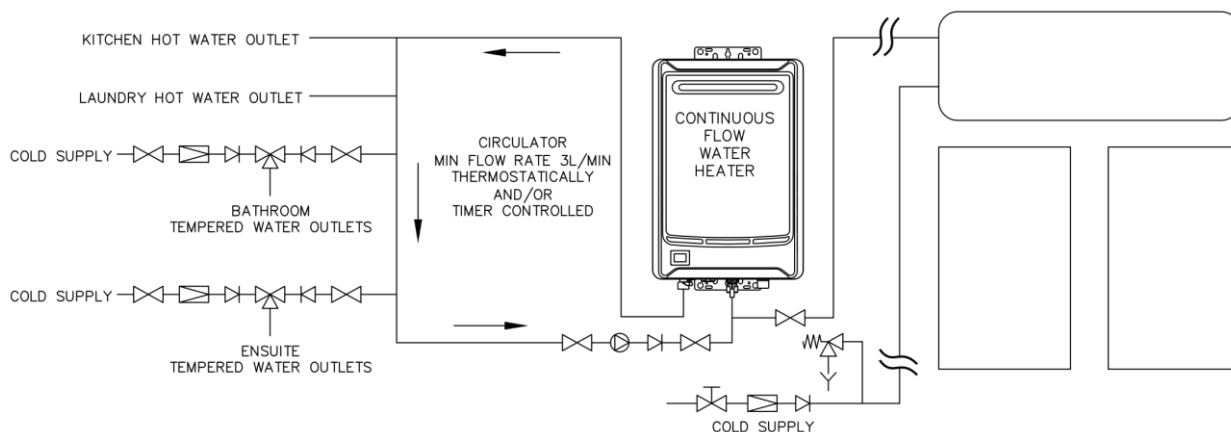 KITCHEN HOT WATER OUTLET
LAUNDRY HOT WATER OUTLET
COLD SUPPLY
BATHROOM
TEMPERED WATER OUTLETS
COLD SUPPLY
ENSUITE
TEMPERED WATER OUTLETS
CIRCULATOR
MIN FLOW RATE 3L/MIN
THERMOSTATICALLY
AND/OR
TIMER CONTROLLED
CONTINUOUS
FLOW
WATER
HEATER
COLD SUPPLY